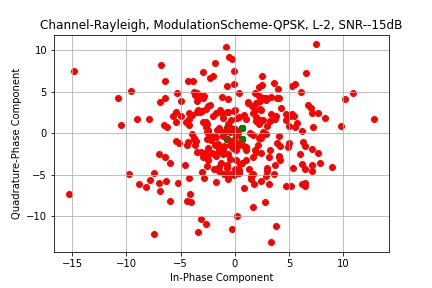 Channel-Rayleigh, ModulationScheme-QPSK, L-2, SNR--15dB
10
5
0
−5
−10
Quadrature-Phase Component
−15 −10 −5 0 5 10
In-Phase Component